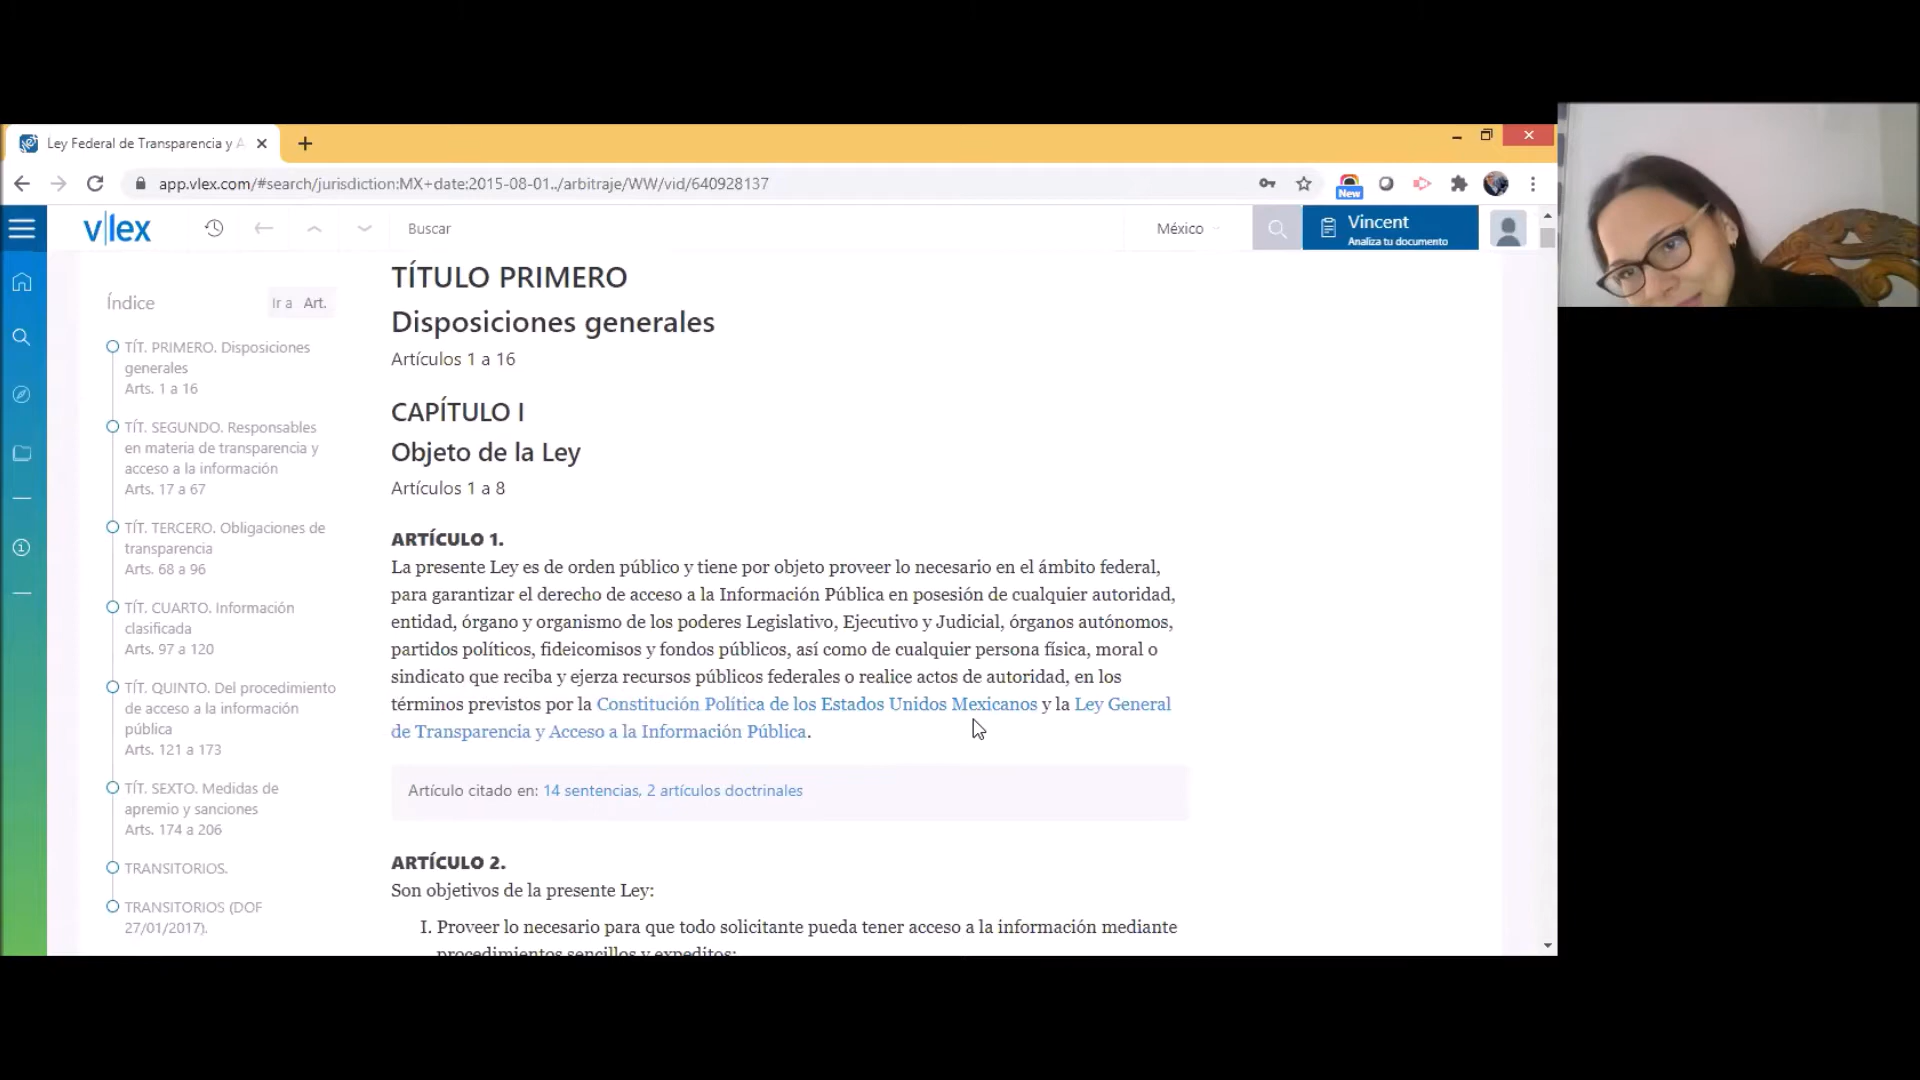 Ley Federal de Transparencia y A
app.vlex.com/#search/jurisdiction:MX+date:2015-08-01../arbitraje/WW/vid/640928137
New
v|lex
Buscar
México
Vincent
Analiza tu documento
Índice
ir a Art.
TÍT. PRIMERO. Disposiciones
generales
Arts. 1 a 16
TÍT. SEGUNDO. Responsables
en materia de transparencia y
acceso a la información
Arts. 17 a 67
TÍT. TERCERO. Obligaciones de
transparencia
Arts. 68 a 96
TÍT. CUARTO. Información
clasificada
Arts. 97 a 120
TÍT. QUINTO. Del procedimiento
de acceso a la información
pública
Arts. 121 a 173
TÍT. SEXTO. Medidas de
apremio y sanciones
Arts. 174 a 206
TRANSITORIOS.
TRANSITORIOS (DOF
27/01/2017).
TÍTULO PRIMERO
Disposiciones generales
Artículos 1 a 16
CAPÍTULO I
Objeto de la Ley
Artículos 1 a 8
ARTÍCULO 1.
La presente Ley es de orden público y tiene por objeto proveer lo necesario en el ámbito federal,
para garantizar el derecho de acceso a la Información Pública en posesión de cualquier autoridad,
entidad, órgano y organismo de los poderes Legislativo, Ejecutivo y Judicial, órganos autónomos,
partidos políticos, fideicomisos y fondos públicos, así como de cualquier persona física, moral o
sindicato que reciba y ejerza recursos públicos federales o realice actos de autoridad, en los
términos previstos por la Constitución Política de los Estados Unidos Mexicanos y la Ley General
de Transparencia y Acceso a la Información Pública.
Artículo citado en: 14 sentencias, 2 artículos doctrinales
ARTÍCULO 2.
Son objetivos de la presente Ley:
I. Proveer lo necesario para que todo solicitante pueda tener acceso a la información mediante
procedimientos sencillos y expeditos;